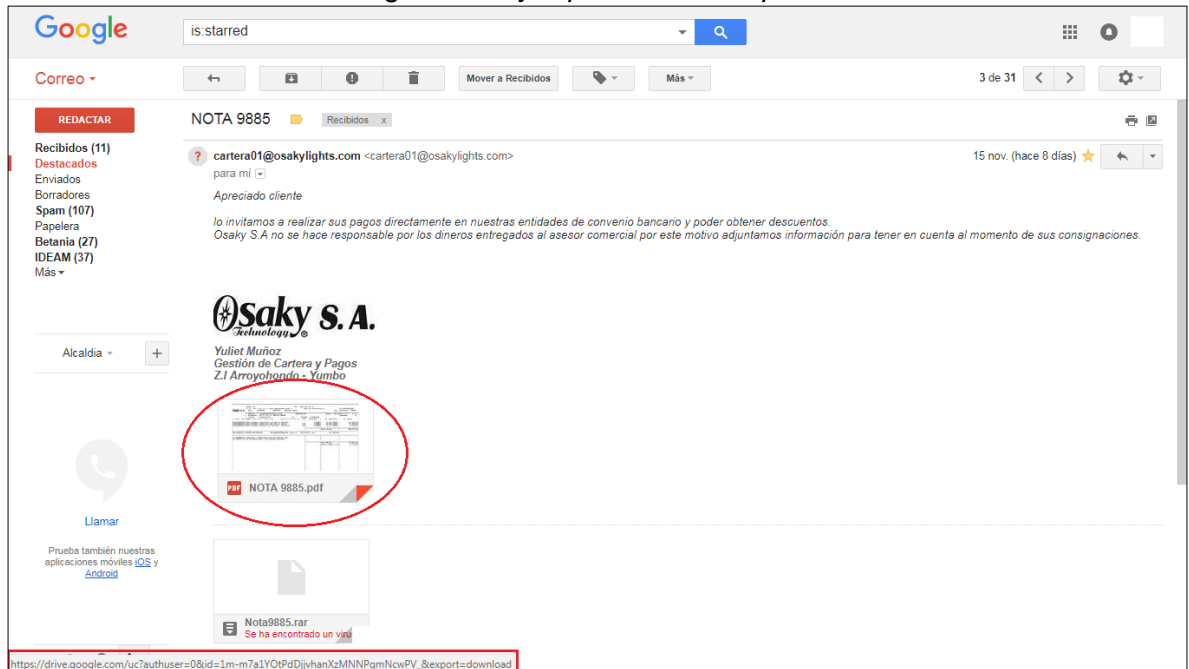 Google
is:starred
Correo
Mover a Recibidos
Más
3 de 31
REDACTAR
NOTA 9885
Recibidos x
Recibidos (11)
Destacados
Enviados
Borradores
Spam (107)
Papelera
Betania (27)
IDEAM (37)
Más
cartera01@osakylights.com <cartera01@osakylights.com>
15 nov. (hace 8 días)
para mí
Apreciado cliente
lo invitamos a realizar sus pagos directamente en nuestras entidades de convenio bancario y poder obtener descuentos.
Osaky S.A no se hace responsable por los dineros entregados al asesor comercial por este motivo adjuntamos información para tener en cuenta al momento de sus consignaciones.
Osaky S.A.
Technology
Yuliet Muñoz
Gestión de Cartera y Pagos
Z.I Arroyohondo - Yumbo
Alcaldia
PDF NOTA 9885.pdf
Llamar
Prueba también nuestras
aplicaciones móviles iOS y
Android
Nota9885.rar
Se ha encontrado un viru
https://drive.google.com/uc?authuser=0&id=1m-m7a1YOtPdDjjvhanXzMNNPqmNcwPV_&export=download